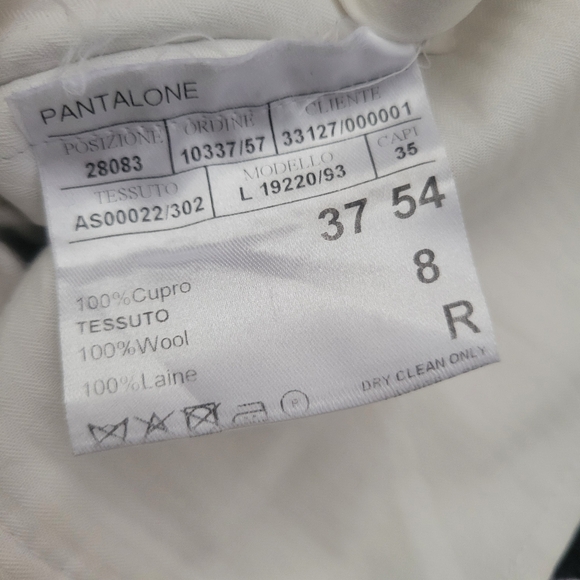 PANTALONE
POSIZIONE ORDINE CLIENTE
28083 10337/57 33127/000001
TESSUTO MODELLO CAPI
AS00022/302 L 19220/93 35
37 54
8
R
100%Cupro
TESSUTO
100%Wool
100%Laine
DRY CLEAN ONLY